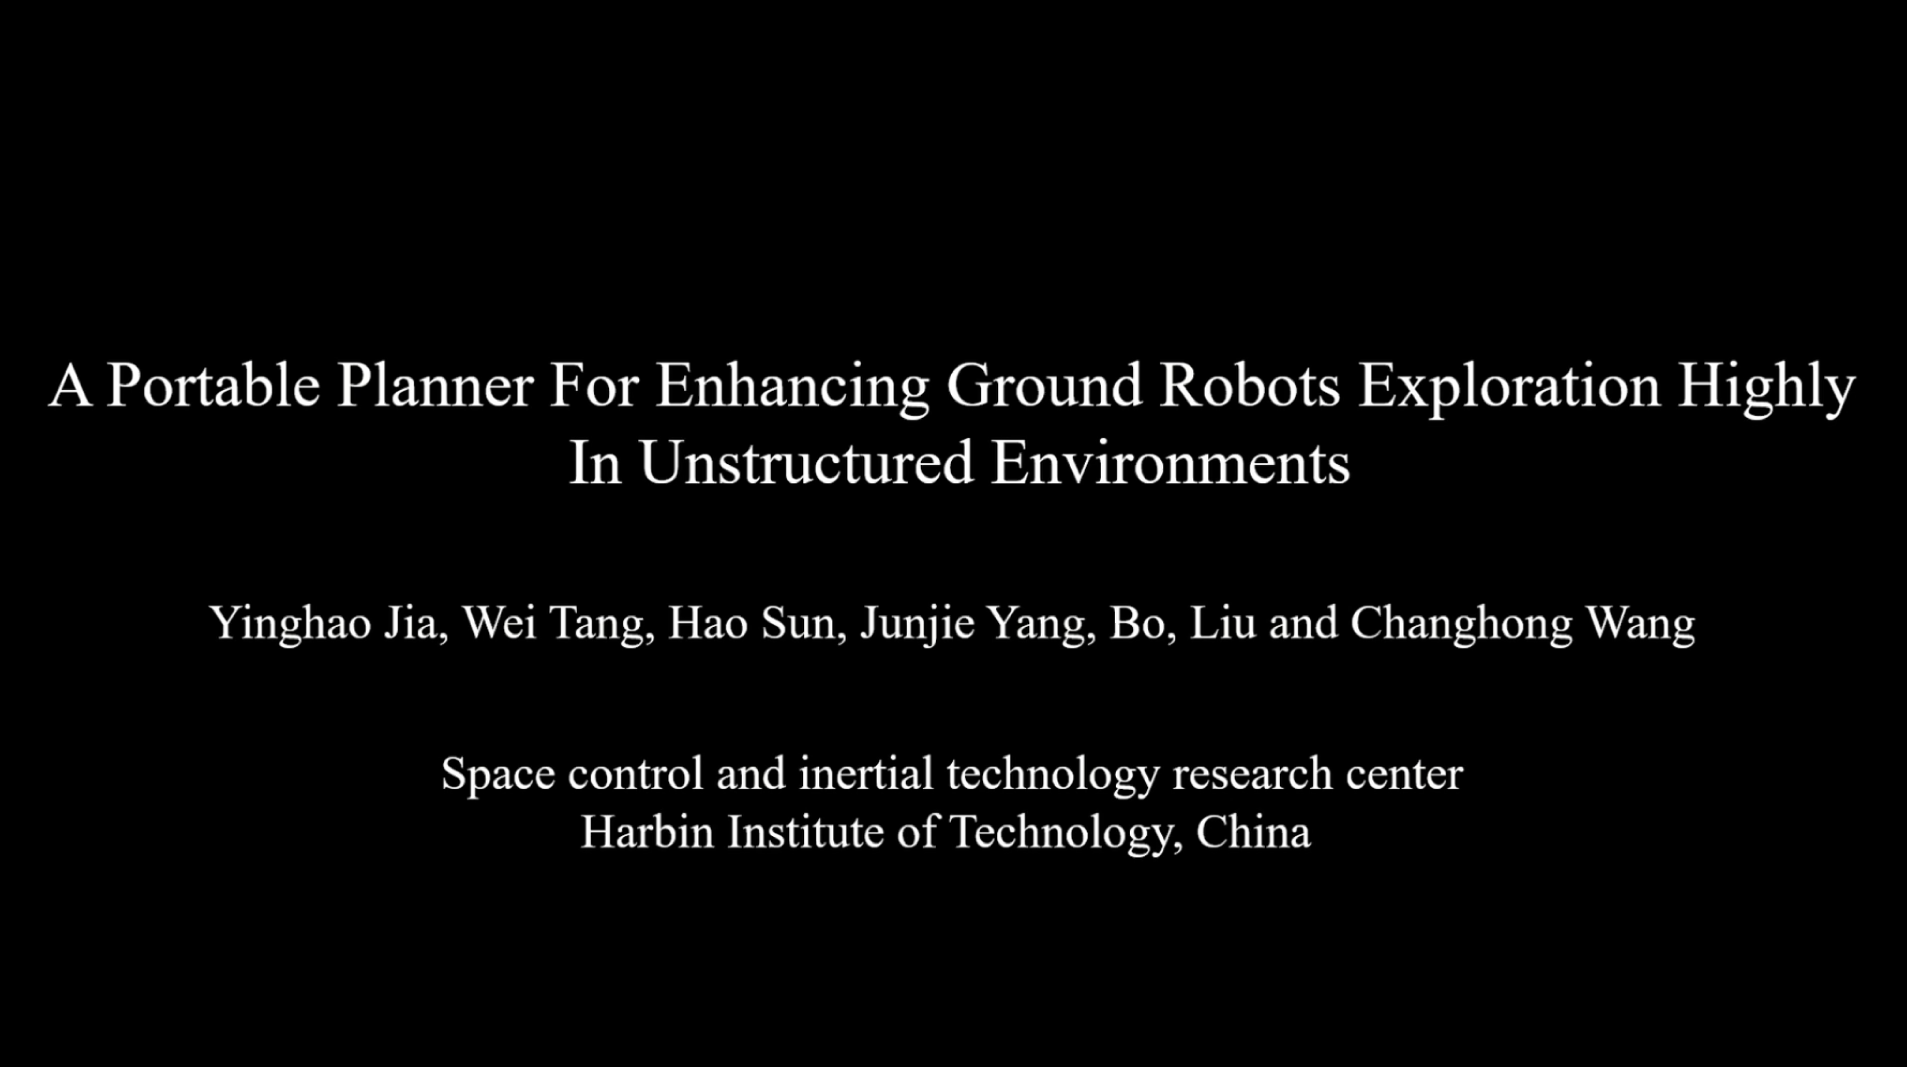 A Portable Planner For Enhancing Ground Robots Exploration Highly
In Unstructured Environments
Yinghao Jia, Wei Tang, Hao Sun, Junjie Yang, Bo, Liu and Changhong Wang
Space control and inertial technology research center
Harbin Institute of Technology, China